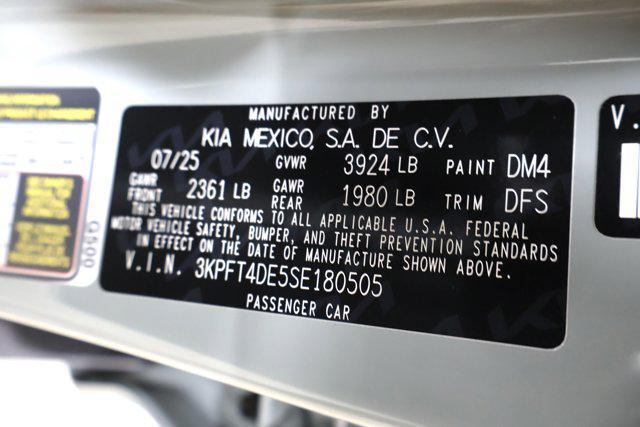 MANUFACTURED BY
KIA MEXICO, S.A. DE C.V.
07/25 GVWR 3924 LB PAINT DM4
GAWR FRONT 2361 LB GAWR REAR 1980 LB TRIM DFS
THIS VEHICLE CONFORMS TO ALL APPLICABLE U.S.A. FEDERAL
MOTOR VEHICLE SAFETY, BUMPER, AND THEFT PREVENTION STANDARDS
IN EFFECT ON THE DATE OF MANUFACTURE SHOWN ABOVE.
V.I.N. 3KPFT4DE5SE180505
PASSENGER CAR
Q500
V.